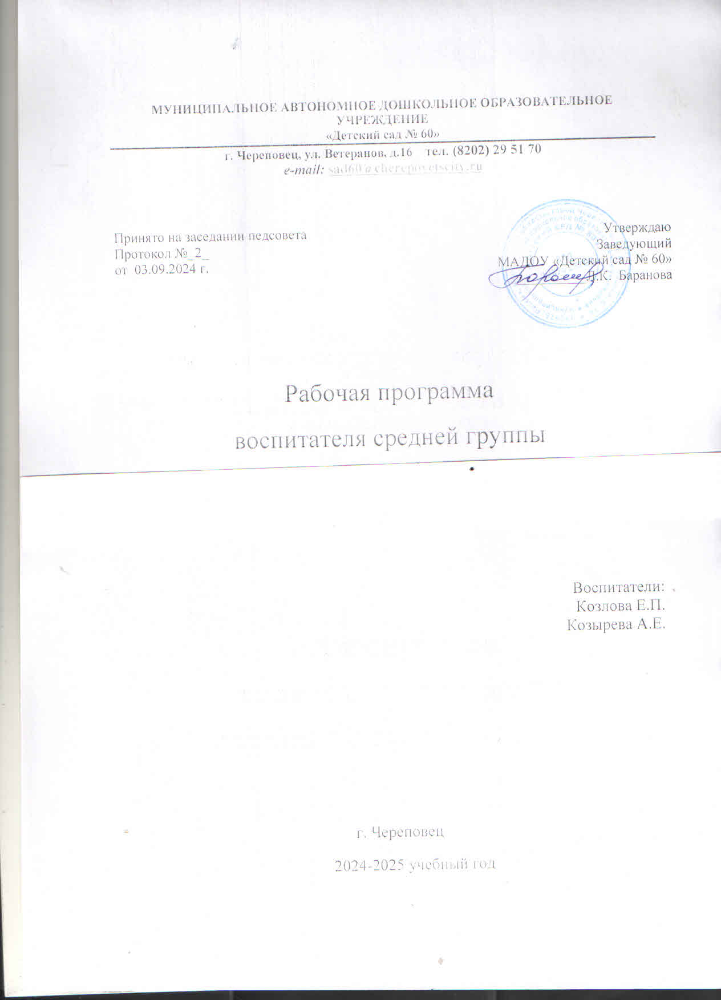 МУНИЦИПАЛЬНОЕ АВТОНОМНОЕ ДОШКОЛЬНОЕ ОБРАЗОВАТЕЛЬНОЕ
УЧРЕЖДЕНИЕ
«Детский сад № 60»
г. Череповец, ул. Ветеранов, д.16 тел. (8202) 29 51 70
e-mail: sad60@cherepovetscity.ru
Принято на заседании педсовета
Протокол №_2_
от 03.09.2024 г.
Утверждаю
Заведующий
МАДОУ «Детский сад № 60»
Баранова
Рабочая программа
воспитателя средней группы
Воспитатели:
Козлова Е.П.
Козырева А.Е.
г. Череповец
2024-2025 учебный год